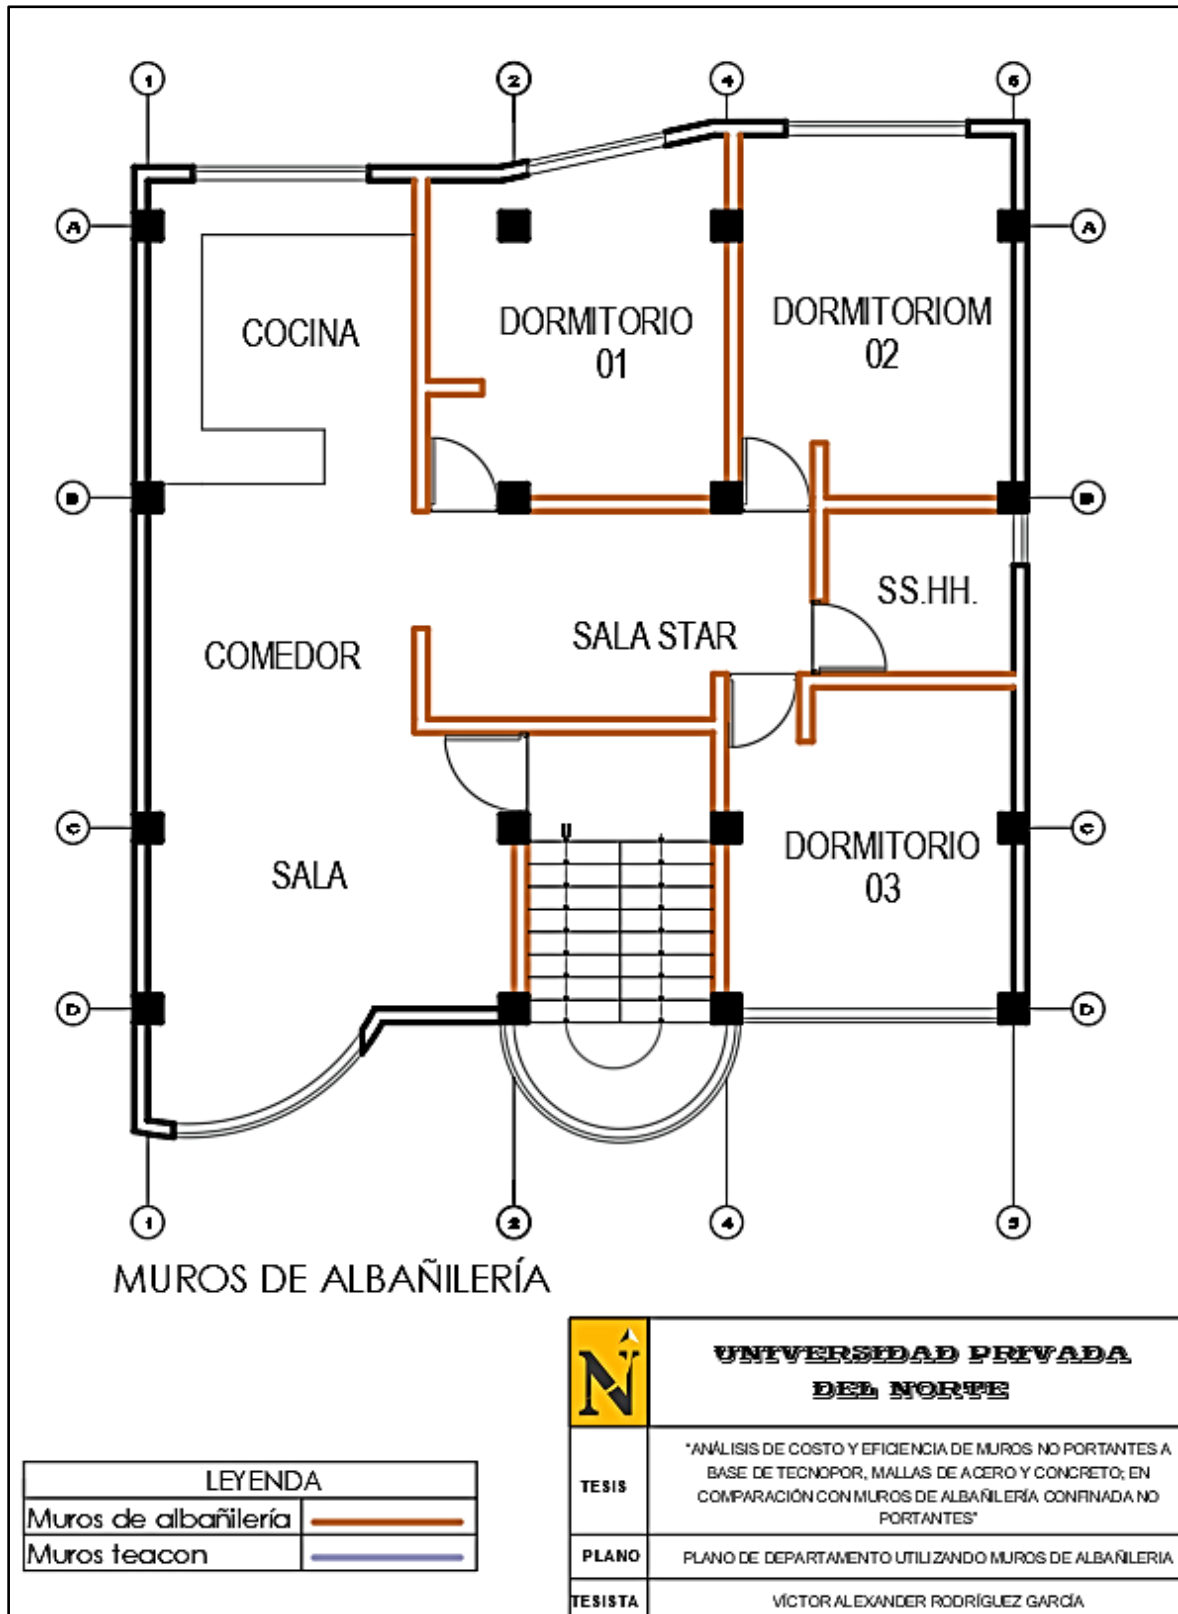 1 2 4 5
A A
COCINA
DORMITORIO
01
DORMITORIOM
02
B B
SS.HH.
SALA STAR
COMEDOR
C C
U
SALA
DORMITORIO
03
D D
1 2 4 5
MUROS DE ALBAÑILERÍA
LEYENDA
Muros de albañilería
Muros teacon
N
UNIVERSIDAD PRIVADA
DEL NORTE
TESIS
"ANÁLISIS DE COSTO Y EFICIENCIA DE MUROS NO PORTANTES A
BASE DE TECNOPOR, MALLAS DE ACERO Y CONCRETO; EN
COMPARACIÓN CON MUROS DE ALBAÑILERÍA CONFINADA NO
PORTANTES"
PLANO
PLANO DE DEPARTAMENTO UTILIZANDO MUROS DE ALBAÑILERIA
TESISTA
VÍCTOR ALEXANDER RODRÍGUEZ GARCÍA